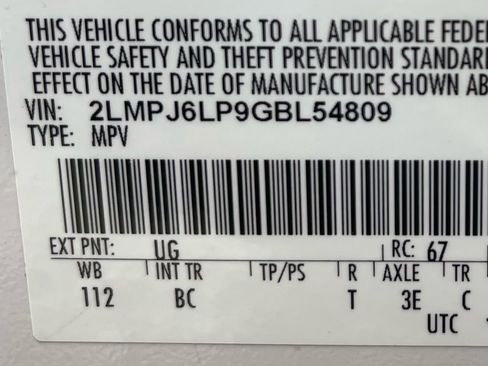 THIS VEHICLE CONFORMS TO ALL APPLICABLE FEDE
VEHICLE SAFETY AND THEFT PREVENTION STANDAR
EFFECT ON THE DATE OF MANUFACTURE SHOWN AB
VIN: 2LMPJ6LP9GBL54809
TYPE: MPV
EXT PNT: UG RC: 67
WB INT TR TP/PS R AXLE TR
112 BC T 3E C
UTC